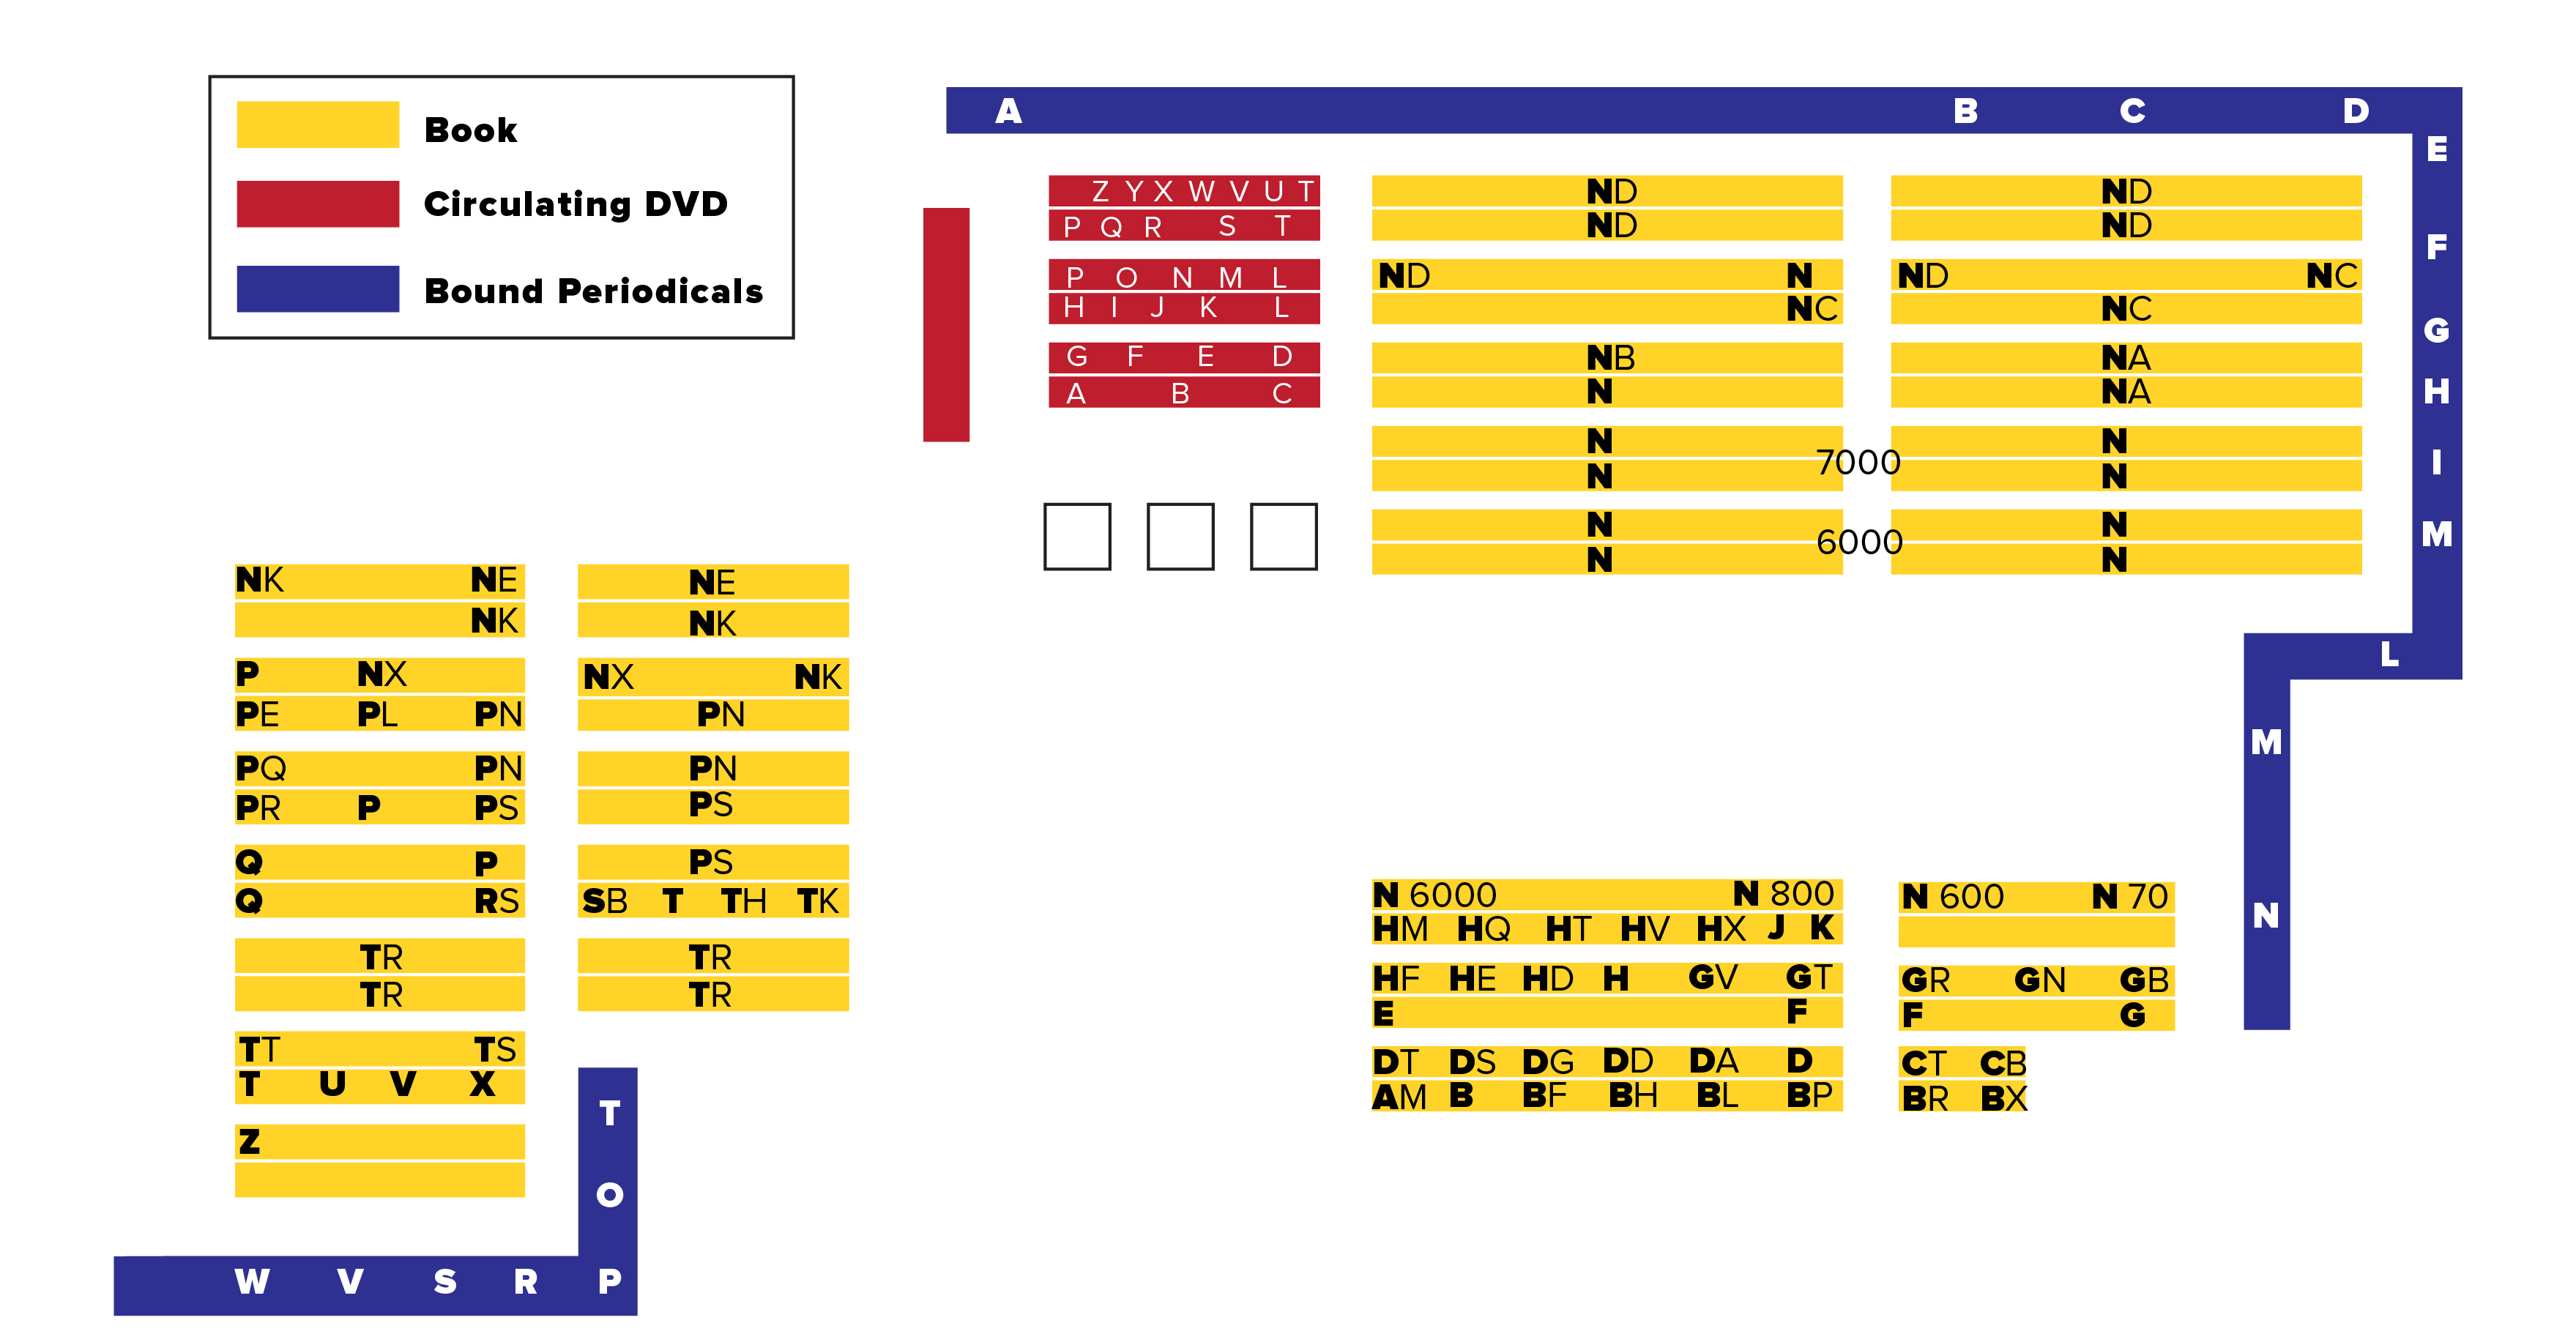 Book
Circulating DVD
Bound Periodicals
A B C D
E
F
G
H
I
M
L
M
N
Z Y X W V U T
P Q R S T
P O N M L
H I J K L
G F E D
A B C
ND
ND
ND N
NC
NB
N
N
N
N
N
7000
6000
ND
ND
ND NC
NC
NA
NA
N
N
N
N
NK NE
NK
P NX
PE PL PN
PQ PN
PR P PS
Q P
Q RS
TR
TR
TT TS
T U V X
Z
NE
NK
NX NK
PN
PN
PS
PS
SB T TH TK
TR
TR
N 6000 N 800
HM HQ HT HV HX J K
HF HE HD H GV GT
E F
DT DS DG DD DA D
AM B BF BH BL BP
N 600 N 70
GR GN GB
F G
CT CB
BR BX
T
O
W V S R P